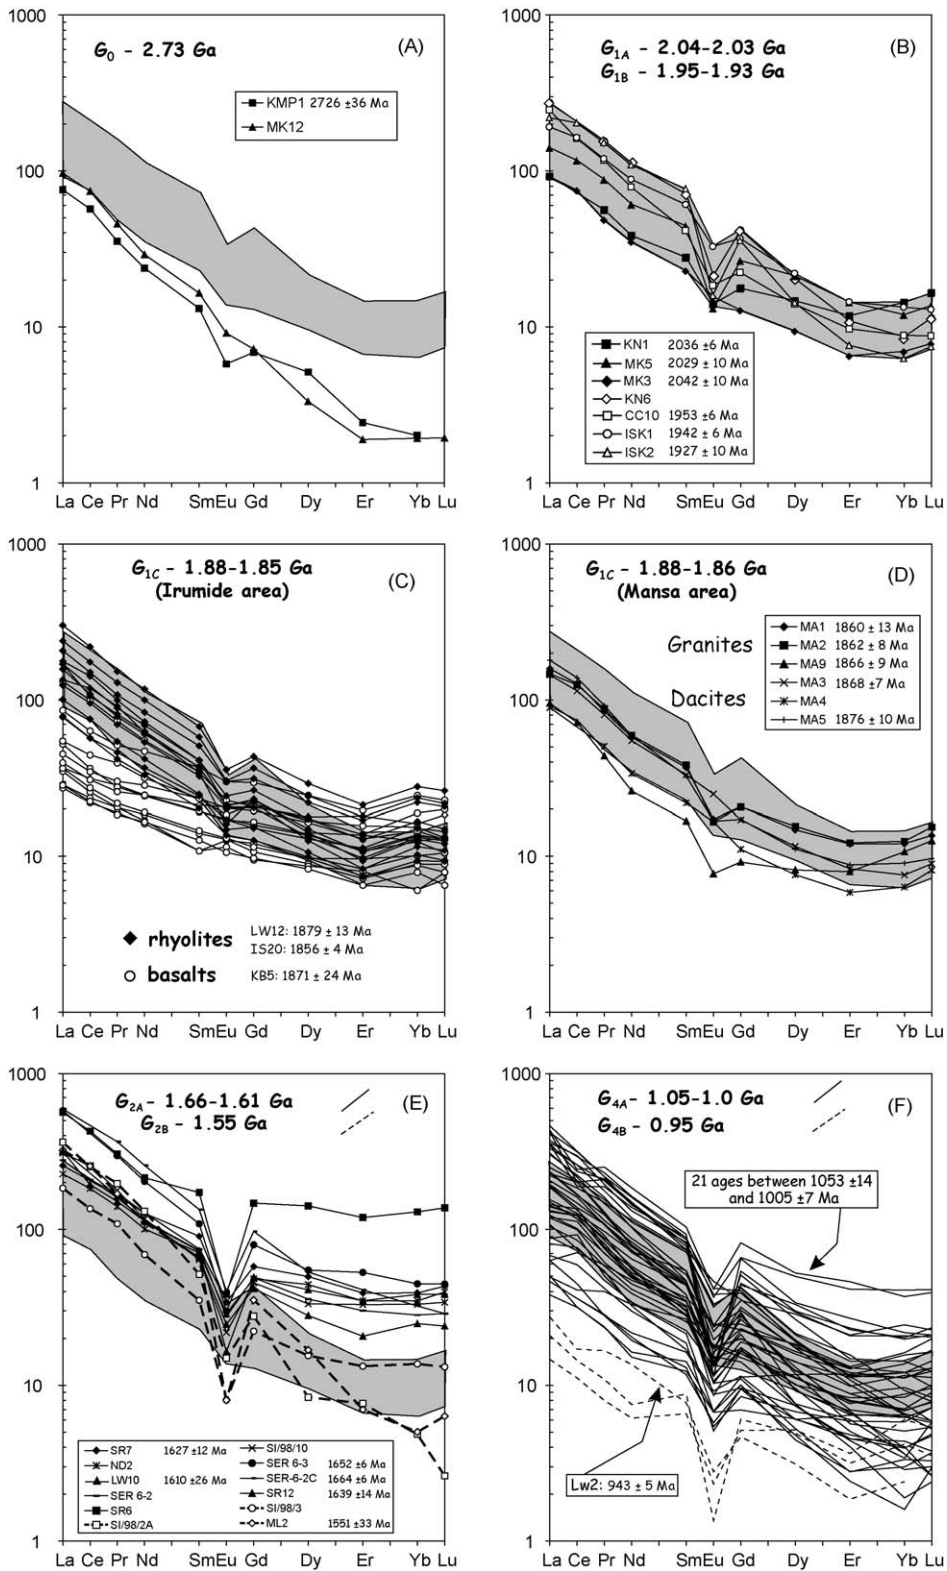 (A)
G0 - 2.73 Ga
KMP1 2726 ±36 Ma
MK12
1000
100
10
1
La Ce Pr Nd Sm Eu Gd Dy Er Yb Lu
(B)
G1A - 2.04-2.03 Ga
G1B - 1.95-1.93 Ga
1000
100
10
1
KN1 2036 ±6 Ma
MK5 2029 ± 10 Ma
MK3 2042 ± 10 Ma
KN6
CC10 1953 ±6 Ma
ISK1 1942 ± 6 Ma
ISK2 1927 ± 10 Ma
La Ce Pr Nd Sm Eu Gd Dy Er Yb Lu
(C)
G1C - 1.88-1.85 Ga
(Irumide area)
1000
100
10
1
rhyolites
LW12: 1879 ± 13 Ma
IS20: 1856 ± 4 Ma
basalts
KB5: 1871 ± 24 Ma
La Ce Pr Nd Sm Eu Gd Dy Er Yb Lu
(D)
G1C - 1.88-1.86 Ga
(Mansa area)
1000
100
10
1
Granites
Dacites
MA1 1860 ± 13 Ma
MA2 1862 ± 8 Ma
MA9 1866 ± 9 Ma
MA3 1868 ±7 Ma
MA4
MA5 1876 ± 10 Ma
La Ce Pr Nd Sm Eu Gd Dy Er Yb Lu
(E)
G2A - 1.66-1.61 Ga
G2B - 1.55 Ga
1000
100
10
1
SR7 1627 ±12 Ma
ND2
LW10 1610 ±26 Ma
SER 6-2
SR6
SI/98/2A
SI/98/10
SER 6-3 1652 ±6 Ma
SER-6-2C 1664 ±6 Ma
SR12 1639 ±14 Ma
SI/98/3
ML2 1551 ±33 Ma
La Ce Pr Nd Sm Eu Gd Dy Er Yb Lu
(F)
G4A - 1.05-1.0 Ga
G4B - 0.95 Ga
1000
100
10
1
21 ages between 1053 ±14
and 1005 ±7 Ma
Lw2: 943 ± 5 Ma
La Ce Pr Nd Sm Eu Gd Dy Er Yb Lu